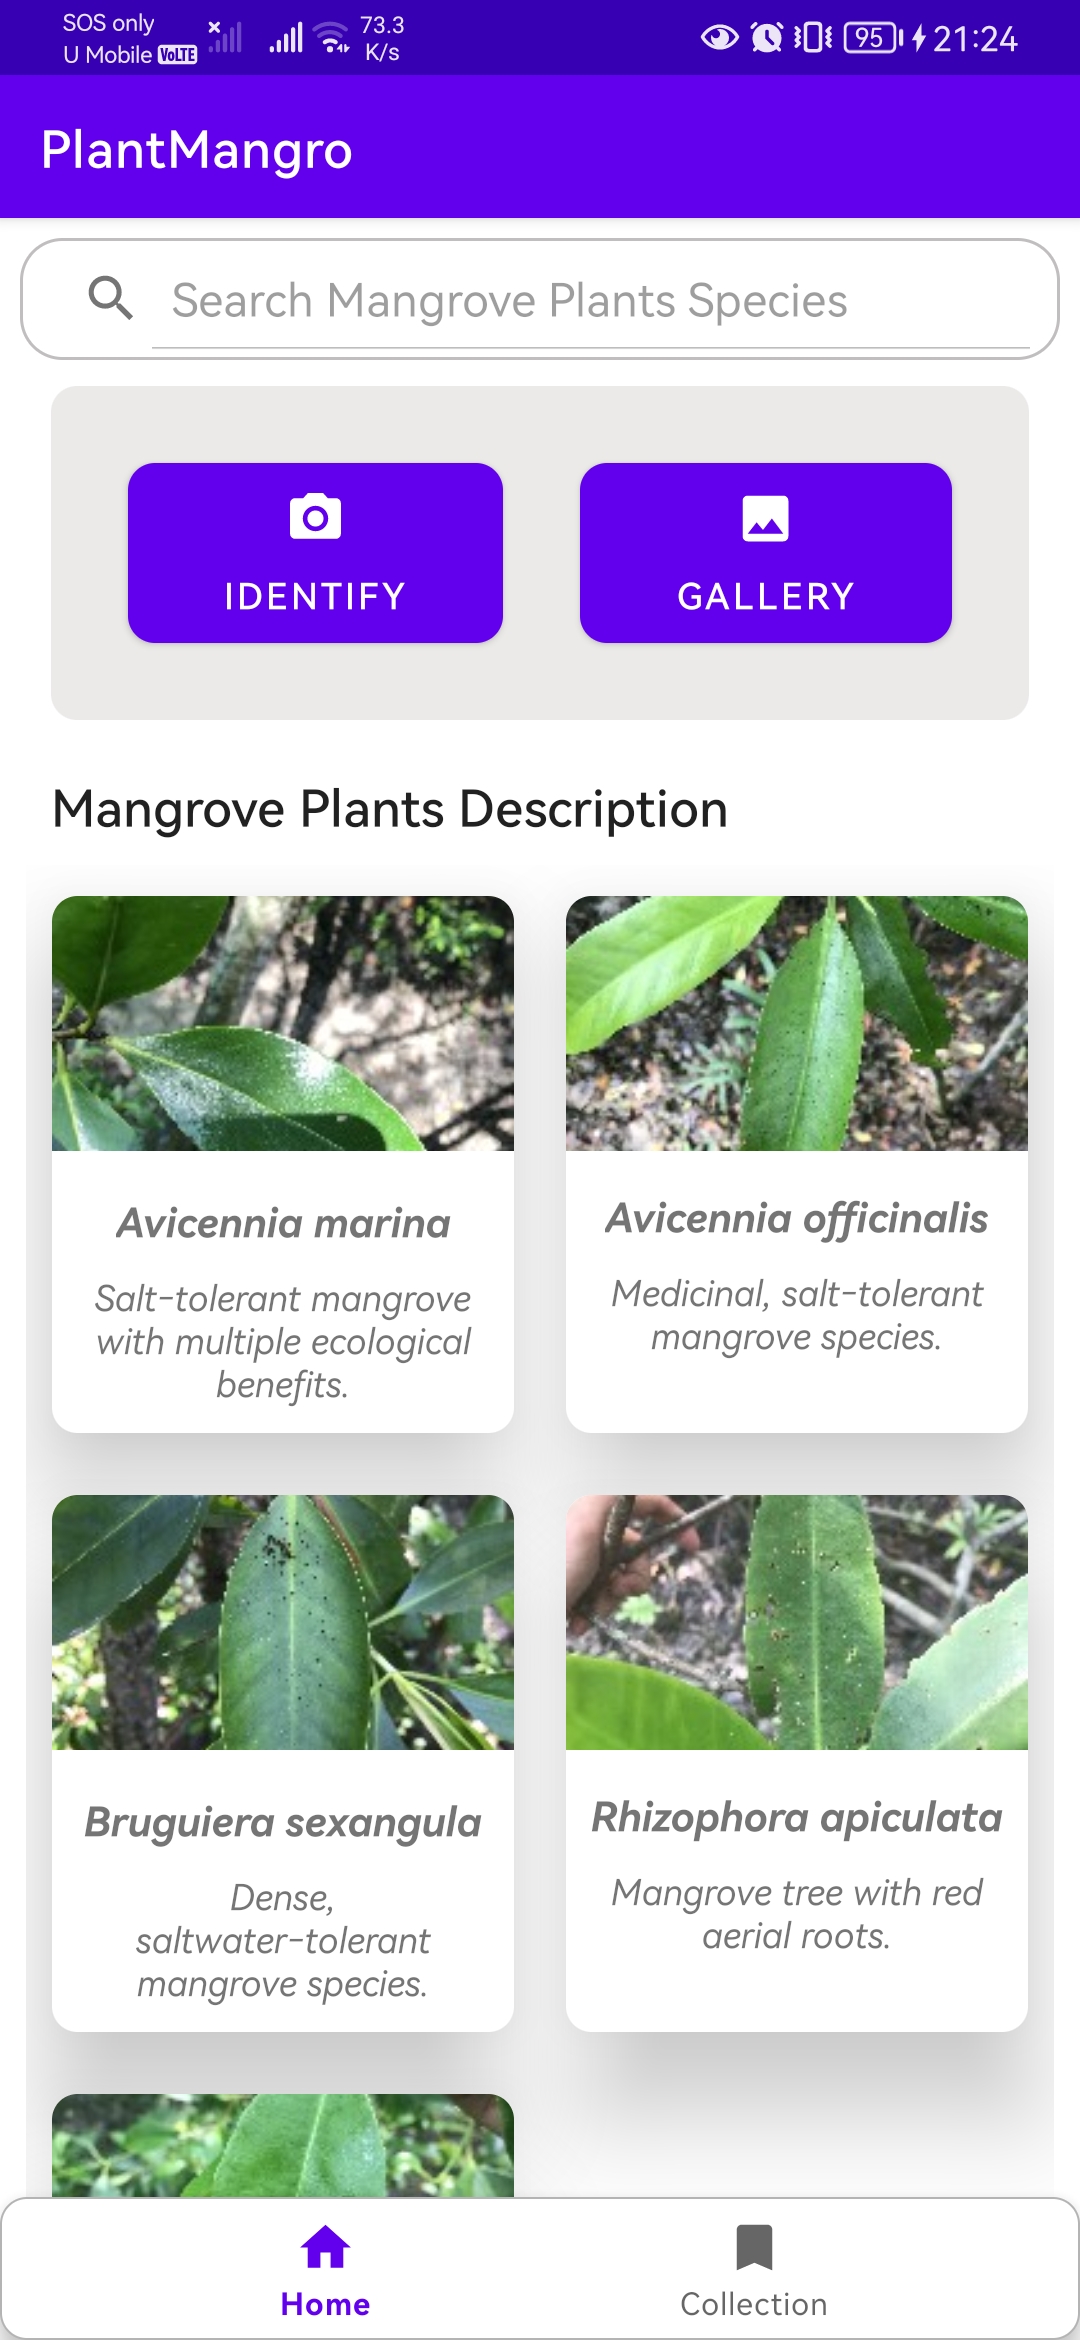 SOS only
U Mobile VoLTE
73.3
K/s
95
21:24
PlantMangro
Search Mangrove Plants Species
IDENTIFY
GALLERY
Mangrove Plants Description
Avicennia marina
Salt-tolerant mangrove
with multiple ecological
benefits.
Avicennia officinalis
Medicinal, salt-tolerant
mangrove species.
Bruguiera sexangula
Dense,
saltwater-tolerant
mangrove species.
Rhizophora apiculata
Mangrove tree with red
aerial roots.
Home
Collection